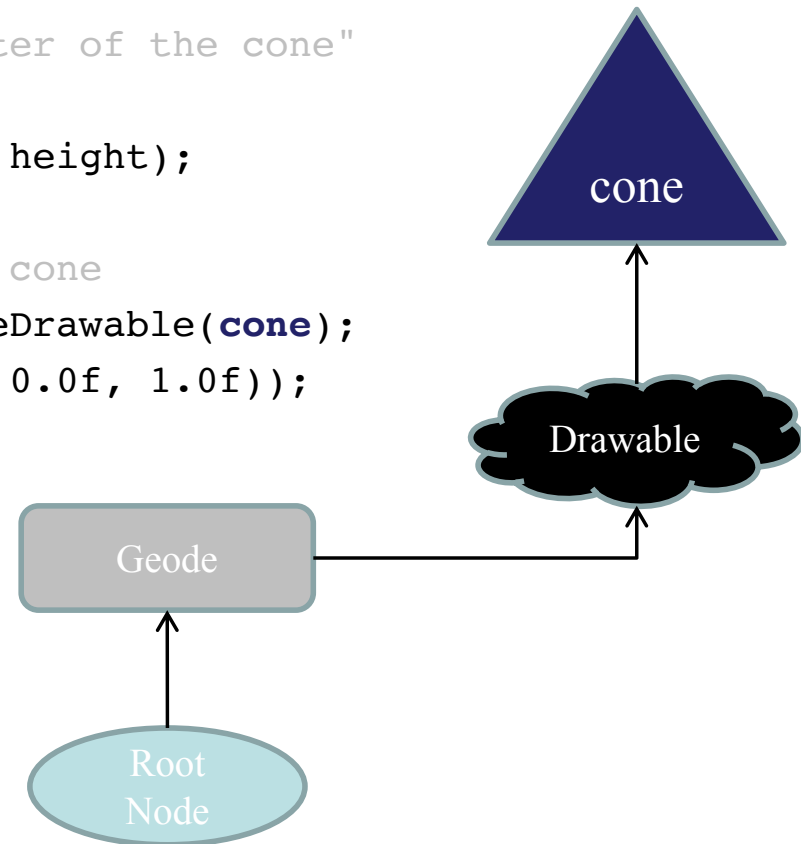 ter of the cone"
height);
cone
eDrawable(cone);
0.0f, 1.0f));
cone
Drawable
Geode
Root
Node